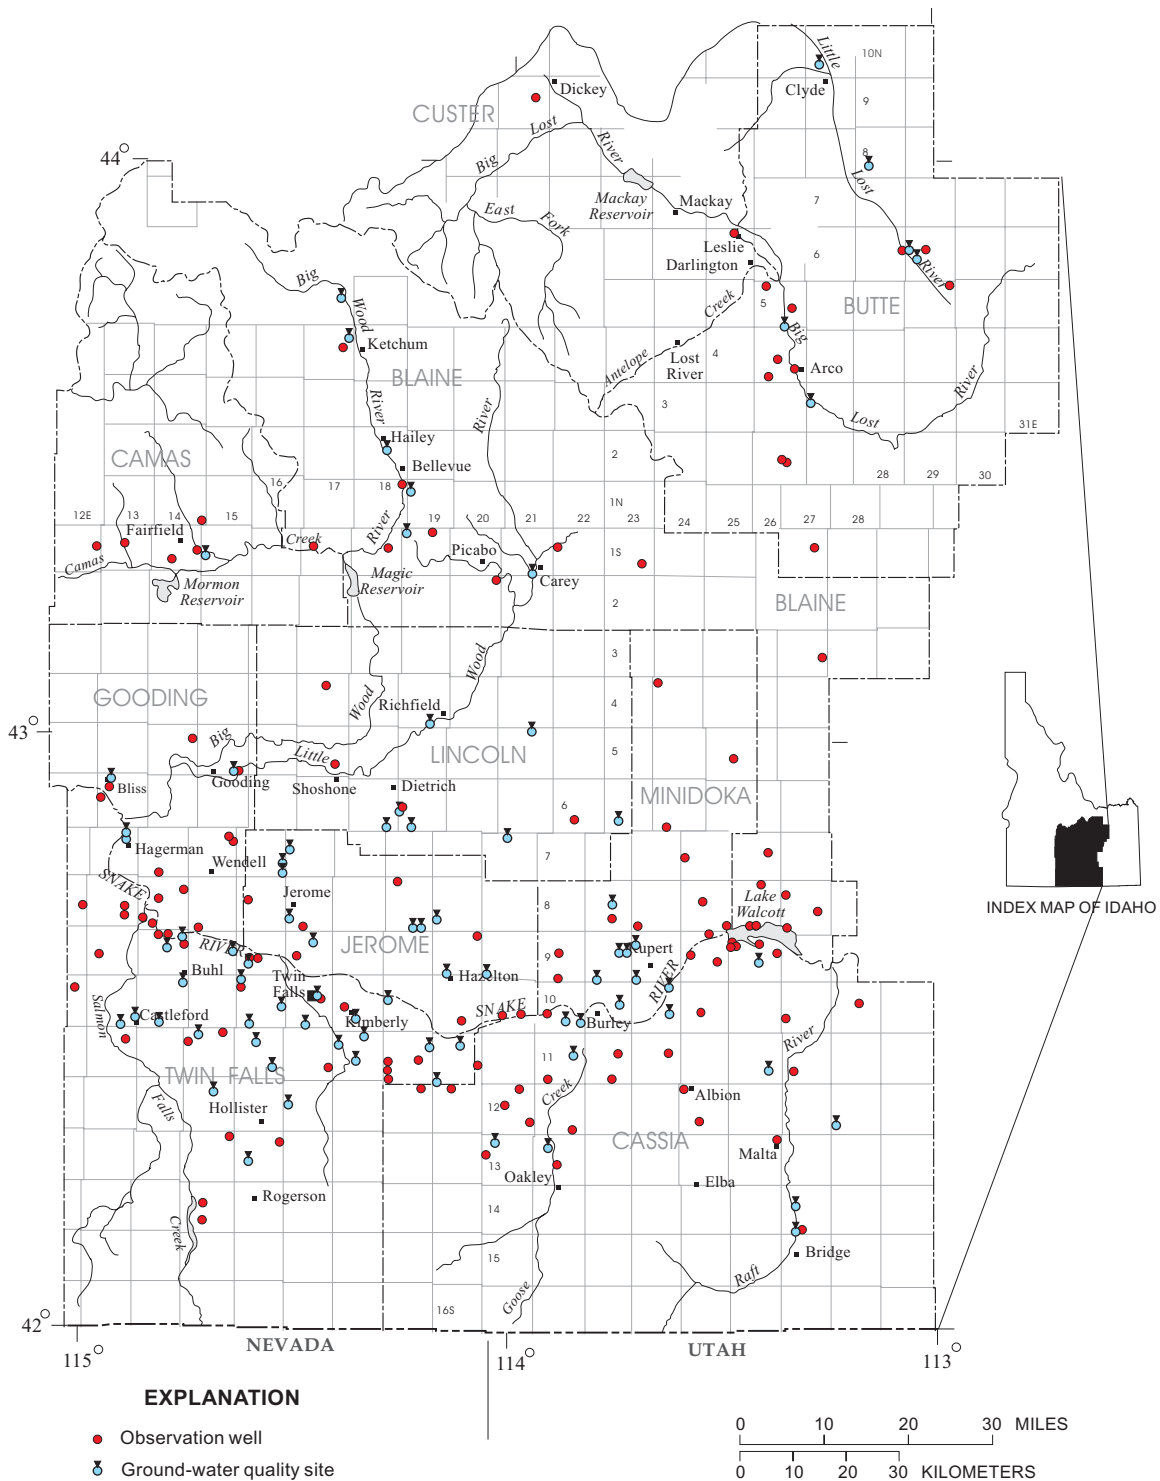 Little
10N
Clyde
Dickey
9
CUSTER
Lost
River
Big
8
Lost
44°
Mackay
Reservoir
Mackay
7
East
Fork
Leslie
Darlington
6
River
Big
Wood
Creek
5
BUTTE
Big
Ketchum
Antelope
Lost
River
4
Arco
BLAINE
River
River
3
Lost
River
31E
Hailey
CAMAS
Bellevue
2
28
29
30
16
17
18
1N
12E
13
14
15
19
20
21
22
23
24
25
26
27
28
Fairfield
Creek
River
Picabo
1S
Camas
Mormon
Reservoir
Magic
Reservoir
Carey
2
BLAINE
3
Wood
GOODING
Wood
Richfield
4
43°
Big
Little
LINCOLN
5
Bliss
Gooding
Shoshone
Dietrich
MINIDOKA
6
Hagerman
Wendell
7
SNAKE
Jerome
8
Lake
Walcott
INDEX MAP OF IDAHO
RIVER
JEROME
Rupert
9
Buhl
Twin
Falls
Hazelton
RIVER
Salmon
Castleford
Kimberly
SNAKE
10
Burley
River
11
TWIN FALLS
Creek
Albion
Falls
Hollister
12
CASSIA
Malta
13
Oakley
Elba
Rogerson
14
Creek
15
Bridge
Raft
Goose
16S
42°
NEVADA
UTAH
115°
114°
113°
EXPLANATION
Observation well
Ground-water quality site
0 10 20 30 MILES
0 10 20 30 KILOMETERS